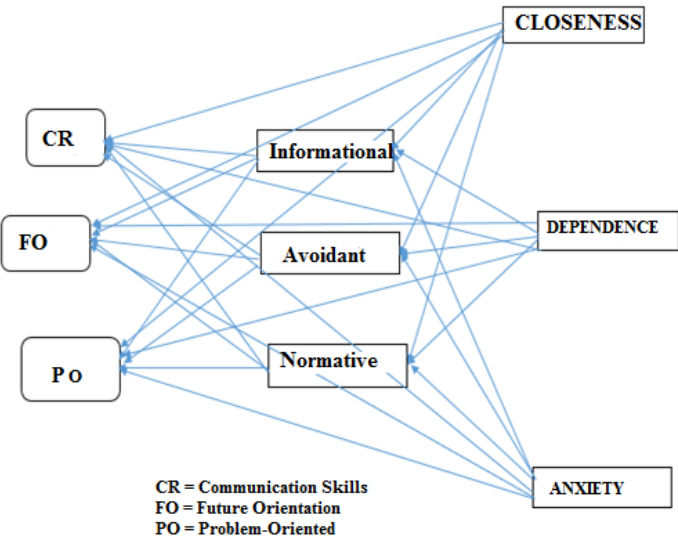 CLOSENESS
CR
Informational
FO
DEPENDENCE
Avoidant
Normative
P O
ANXIETY
CR = Communication Skills
FO = Future Orientation
PO = Problem-Oriented